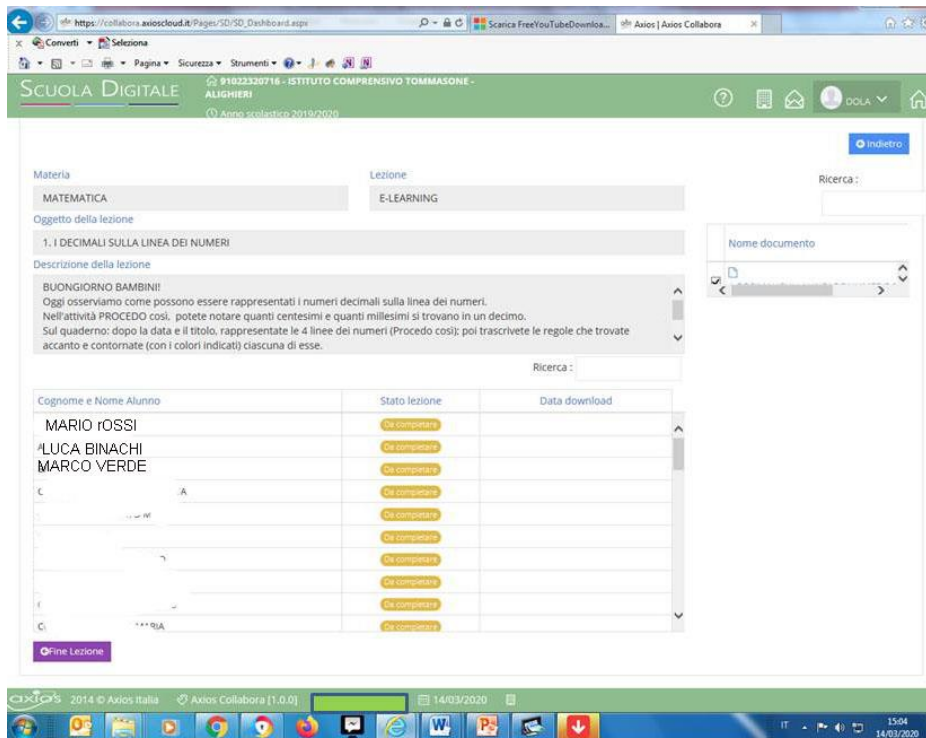 https://collabora.axioscloud.it/Pages/SD/SD_Dashboard.aspx
Scarica FreeYouTubeDownloa...
Axios | Axios Collabora
Converti
Seleziona
Pagina Sicurezza Strumenti
SCUOLA DIGITALE
91022320716 - ISTITUTO COMPRENSIVO TOMMASONE -
ALIGHIERI
Anno scolastico 2019/2020
DOLA
Indietro
Materia
Lezione
Ricerca :
MATEMATICA
E-LEARNING
Oggetto della lezione
1. I DECIMALI SULLA LINEA DEI NUMERI
Nome documento
Descrizione della lezione
BUONGIORNO BAMBINI!
Oggi osserviamo come possono essere rappresentati i numeri decimali sulla linea dei numeri.
Nell'attività PROCEDO così, potete notare quanti centesimi e quanti millesimi si trovano in un decimo.
Sul quaderno: dopo la data e il titolo, rappresentate le 4 linee dei numeri (Procedo così); poi trascrivete le regole che trovate
accanto e contornate (con i colori indicati) ciascuna di esse.
Ricerca :
Cognome e Nome Alunno
Stato lezione
Data download
MARIO rOSSI
Da completare
LUCA BINACHI
Da completare
MARCO VERDE
Da completare
Da completare
Da completare
Da completare
Da completare
Da completare
Da completare
Da completare
Fine Lezione
axios 2014 © Axios Italia
Axios Collabora [1.0.0]
14/03/2020
IT
15:04
14/03/2020